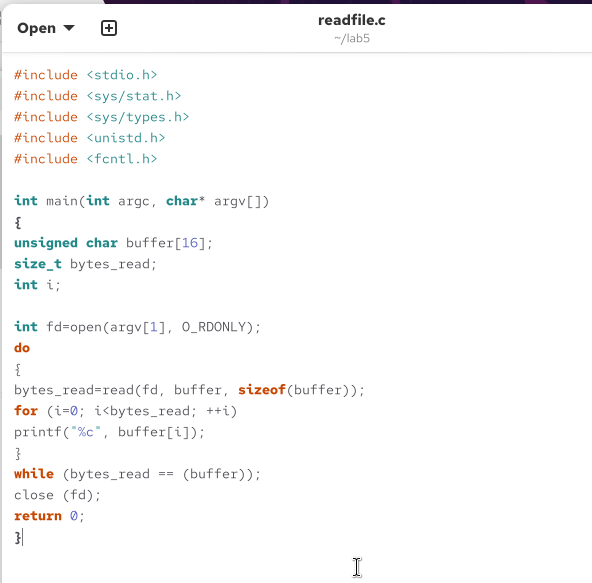 Open
readfile.c
~/lab5
#include <stdio.h>
#include <sys/stat.h>
#include <sys/types.h>
#include <unistd.h>
#include <fcntl.h>
int main(int argc, char* argv[])
{
unsigned char buffer[16];
size_t bytes_read;
int i;
int fd=open(argv[1], O_RDONLY);
do
{
bytes_read=read(fd, buffer, sizeof(buffer));
for (i=0; i<bytes_read; ++i)
printf("%c", buffer[i]);
}
while (bytes_read == (buffer));
close (fd);
return 0;
}